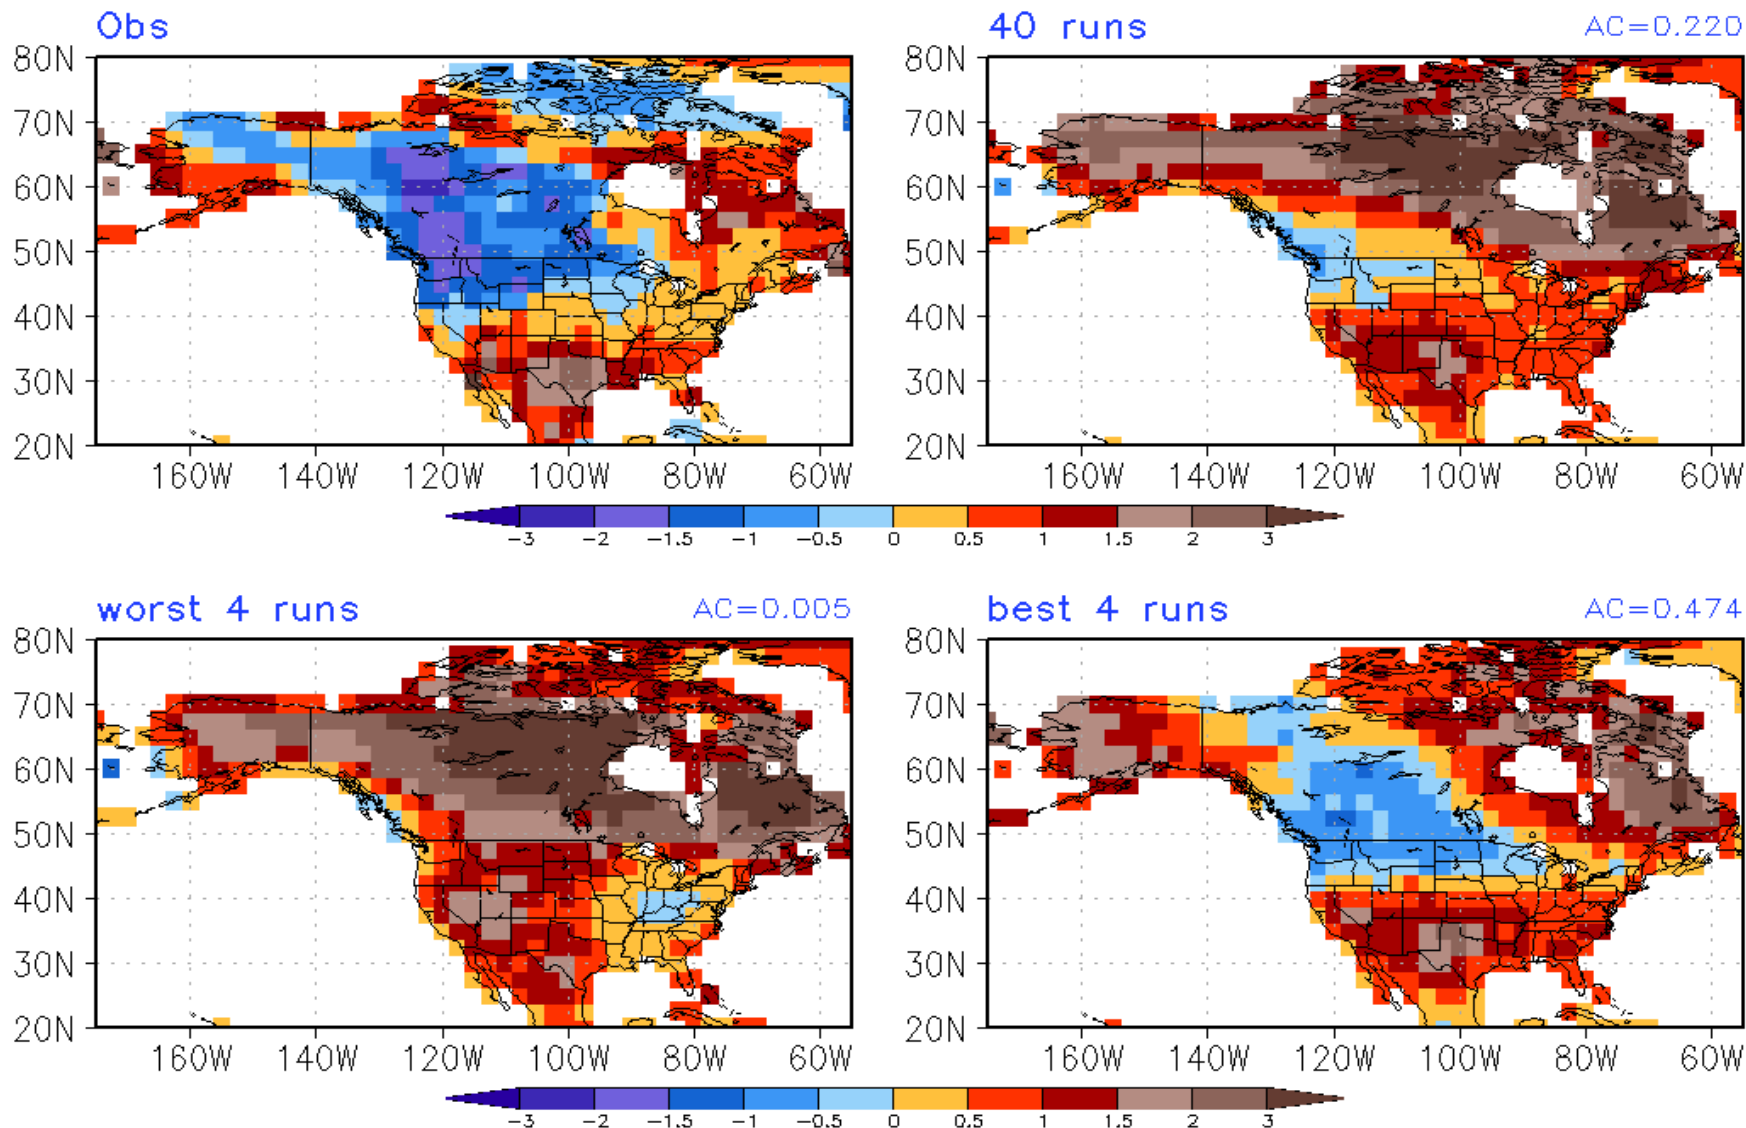 Obs
40 runs AC=0.220
80N 80N
70N 70N
60N 60N
50N 50N
40N 40N
30N 30N
20N 20N
160W 140W 120W 100W 80W 60W 160W 140W 120W 100W 80W 60W
-3 -2 -1.5 -1 -0.5 0 0.5 1 1.5 2 3
worst 4 runs AC=0.005
best 4 runs AC=0.474
80N 80N
70N 70N
60N 60N
50N 50N
40N 40N
30N 30N
20N 20N
160W 140W 120W 100W 80W 60W 160W 140W 120W 100W 80W 60W
-3 -2 -1.5 -1 -0.5 0 0.5 1 1.5 2 3